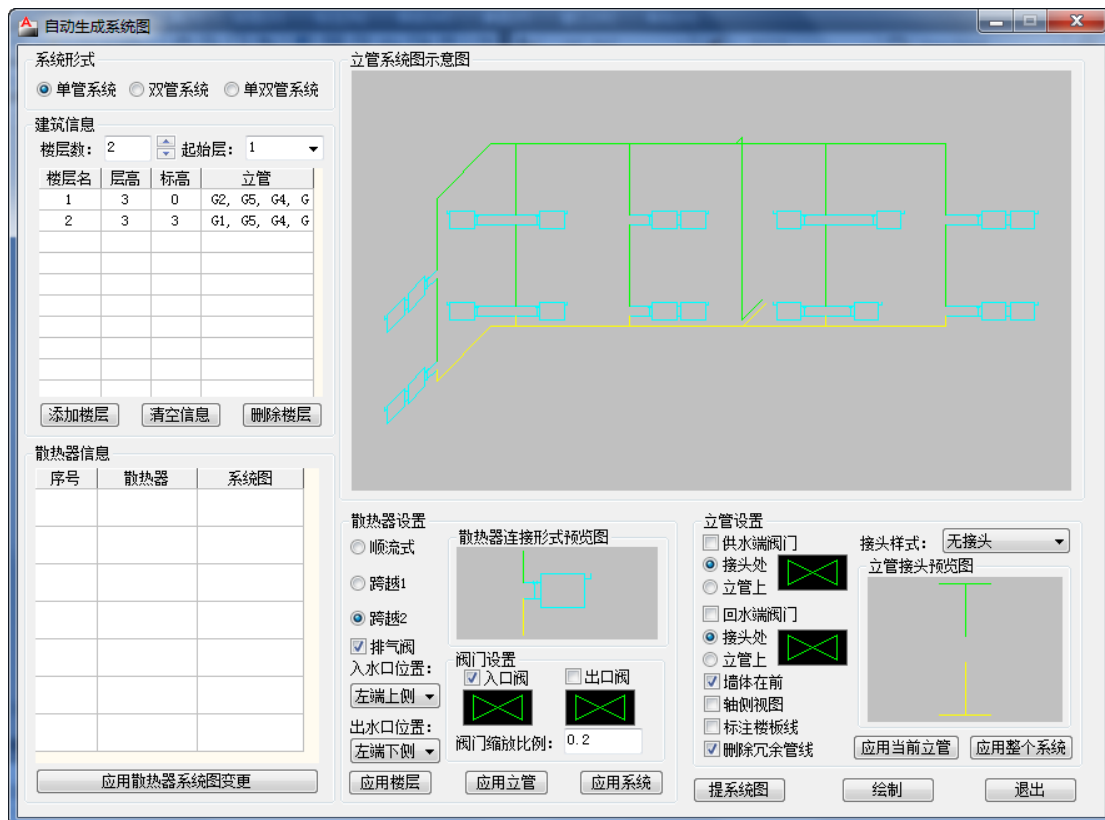 自动生成系统图
系统形式
单管系统 双管系统 单双管系统
建筑信息
楼层数： 2 起始层： 1
楼层名 层高 标高 立管
1 3 0 G2, G5, G4, G
2 3 3 G1, G5, G4, G
添加楼层 清空信息 删除楼层
散热器信息
序号 散热器 系统图
应用散热器系统图变更
立管系统图示意图
散热器设置
顺流式
跨越1
跨越2
排气阀
入水口位置：
左端上侧
出水口位置：
左端下侧
散热器连接形式预览图
阀门设置
入口阀 出口阀
阀门缩放比例： 0.2
应用楼层 应用立管 应用系统
立管设置
供水端阀门
接头处
立管上
回水端阀门
接头处
立管上
墙体在前
轴侧视图
标注楼板线
删除冗余管线
接头样式： 无接头
立管接头预览图
应用当前立管 应用整个系统
提系统图 绘制 退出